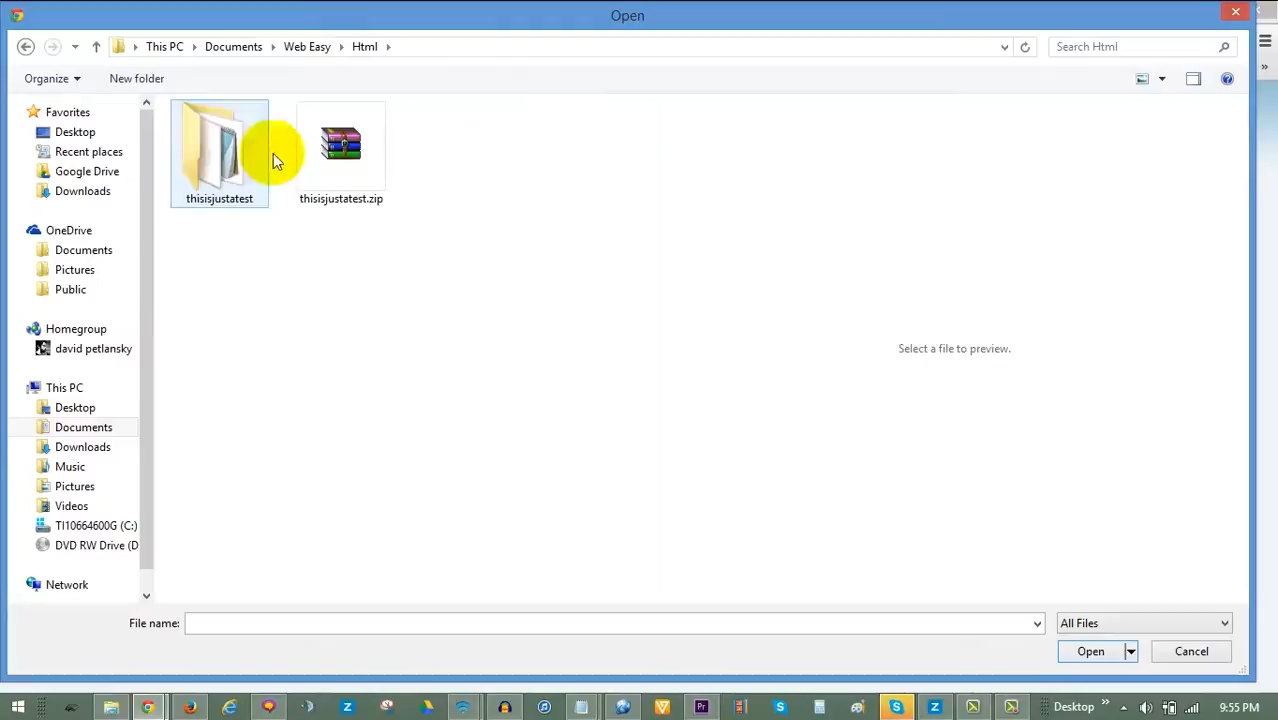 Open
This PC Documents Web Easy Html
Search Html
Organize New folder
Favorites
Desktop
Recent places
Google Drive
Downloads
OneDrive
Documents
Pictures
Public
Homegroup
david petlansky
This PC
Desktop
Documents
Downloads
Music
Pictures
Videos
TI10664600G (C:)
DVD RW Drive (D
Network
thisisjustatest thisisjustatest.zip
Select a file to preview.
File name: All Files
Open Cancel
Desktop » 9:55 PM